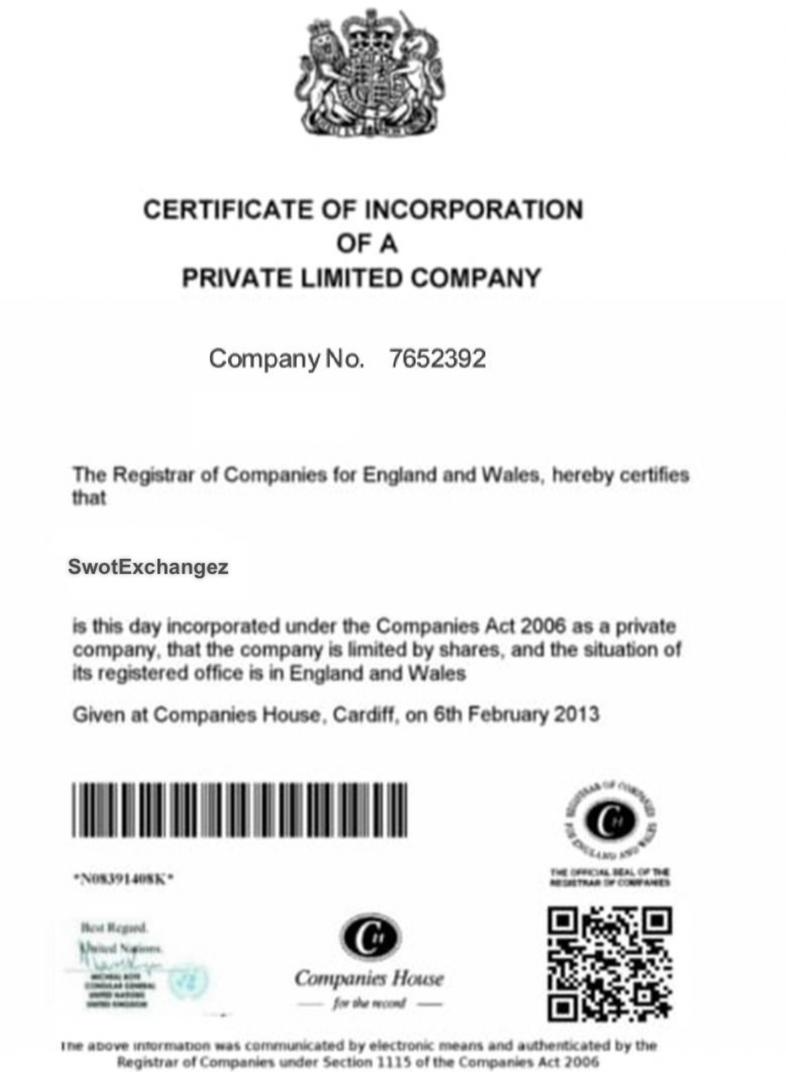 CERTIFICATE OF INCORPORATION
OF A
PRIVATE LIMITED COMPANY
Company No. 7652392
The Registrar of Companies for England and Wales, hereby certifies
that
SwotExchangez
is this day incorporated under the Companies Act 2006 as a private
company, that the company is limited by shares, and the situation of
its registered office is in England and Wales
Given at Companies House, Cardiff, on 6th February 2013
*N08391408K*
REGISTRAR OF COMPANIES
FOR ENGLAND AND WALES
CH
THE OFFICIAL SEAL OF THE
REGISTRAR OF COMPANIES
Best Regard.
United Nations.
CONSULAR GENERAL
UNITED NATIONS
UNITED KINGDOM
CH
Companies House
for the record
The above information was communicated by electronic means and authenticated by the
Registrar of Companies under Section 1115 of the Companies Act 2006